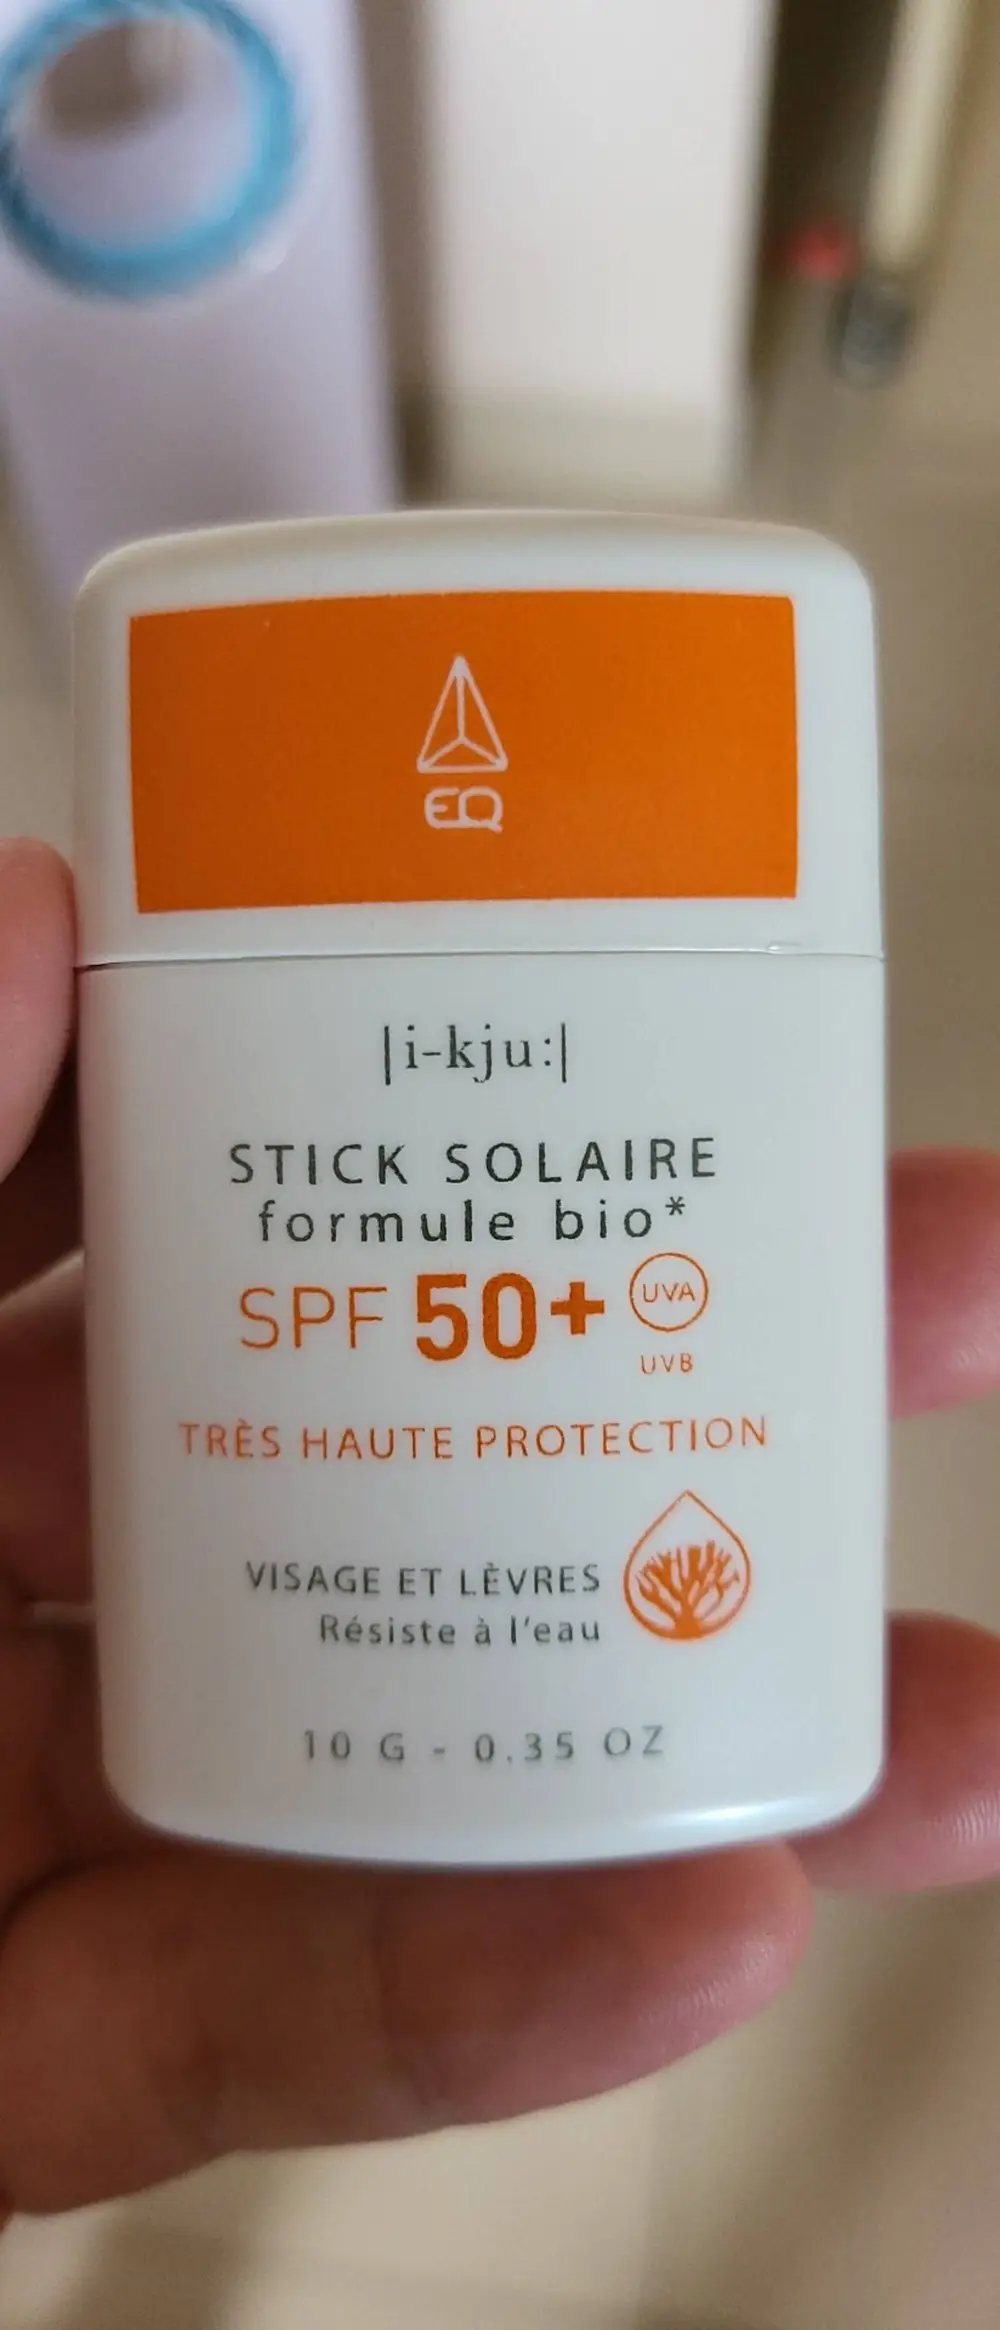 EQ
|i-kju:|
STICK SOLAIRE
formule bio*
SPF 50+ UVA
UVB
TRÈS HAUTE PROTECTION
VISAGE ET LÈVRES
Résiste à l'eau
10 G - 0.35 OZ